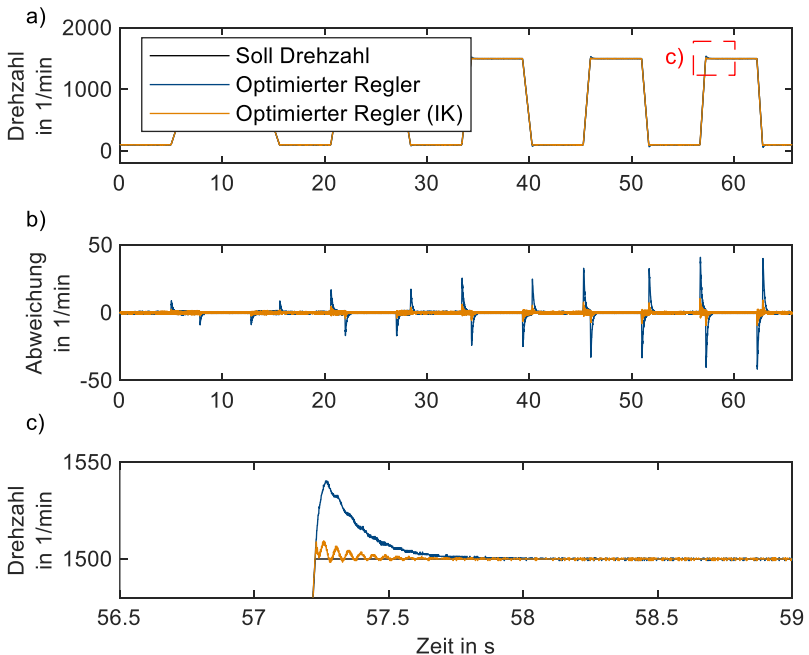 a)
2000
1000
0
Drehzahl
in 1/min
Soll Drehzahl
Optimierter Regler
Optimierter Regler (IK)
c)
0 10 20 30 40 50 60
b)
50
0
-50
Abweichung
in 1/min
0 10 20 30 40 50 60
c)
1550
1500
Drehzahl
in 1/min
56.5 57 57.5 58 58.5 59
Zeit in s